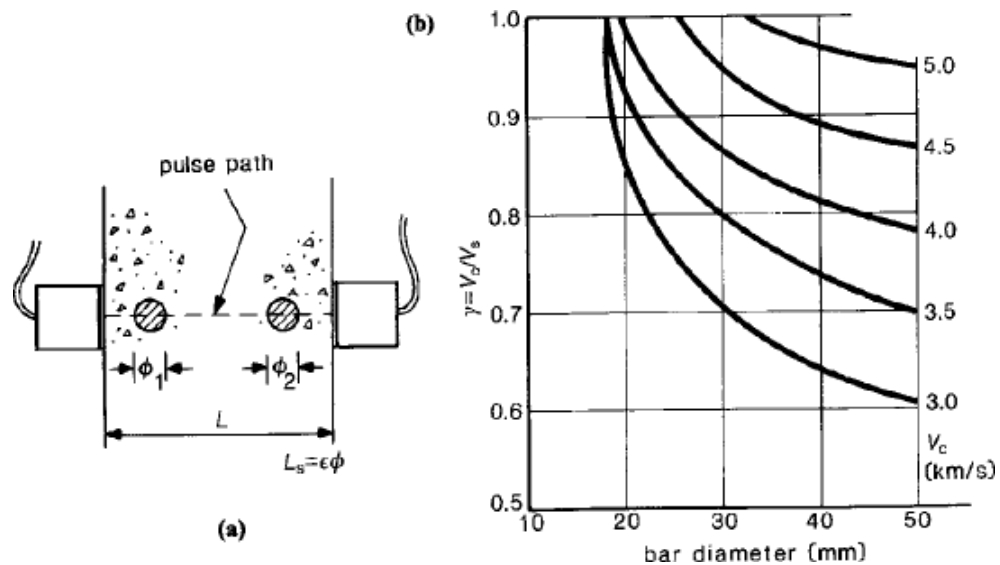 (b)
pulse path
ϕ1
ϕ2
L
Ls=ϵϕ
(a)
γ=Vc/Vs
1.0
0.9
0.8
0.7
0.6
0.5
10
20
30
40
50
bar diameter (mm)
5.0
4.5
4.0
3.5
3.0
Vc
(km/s)